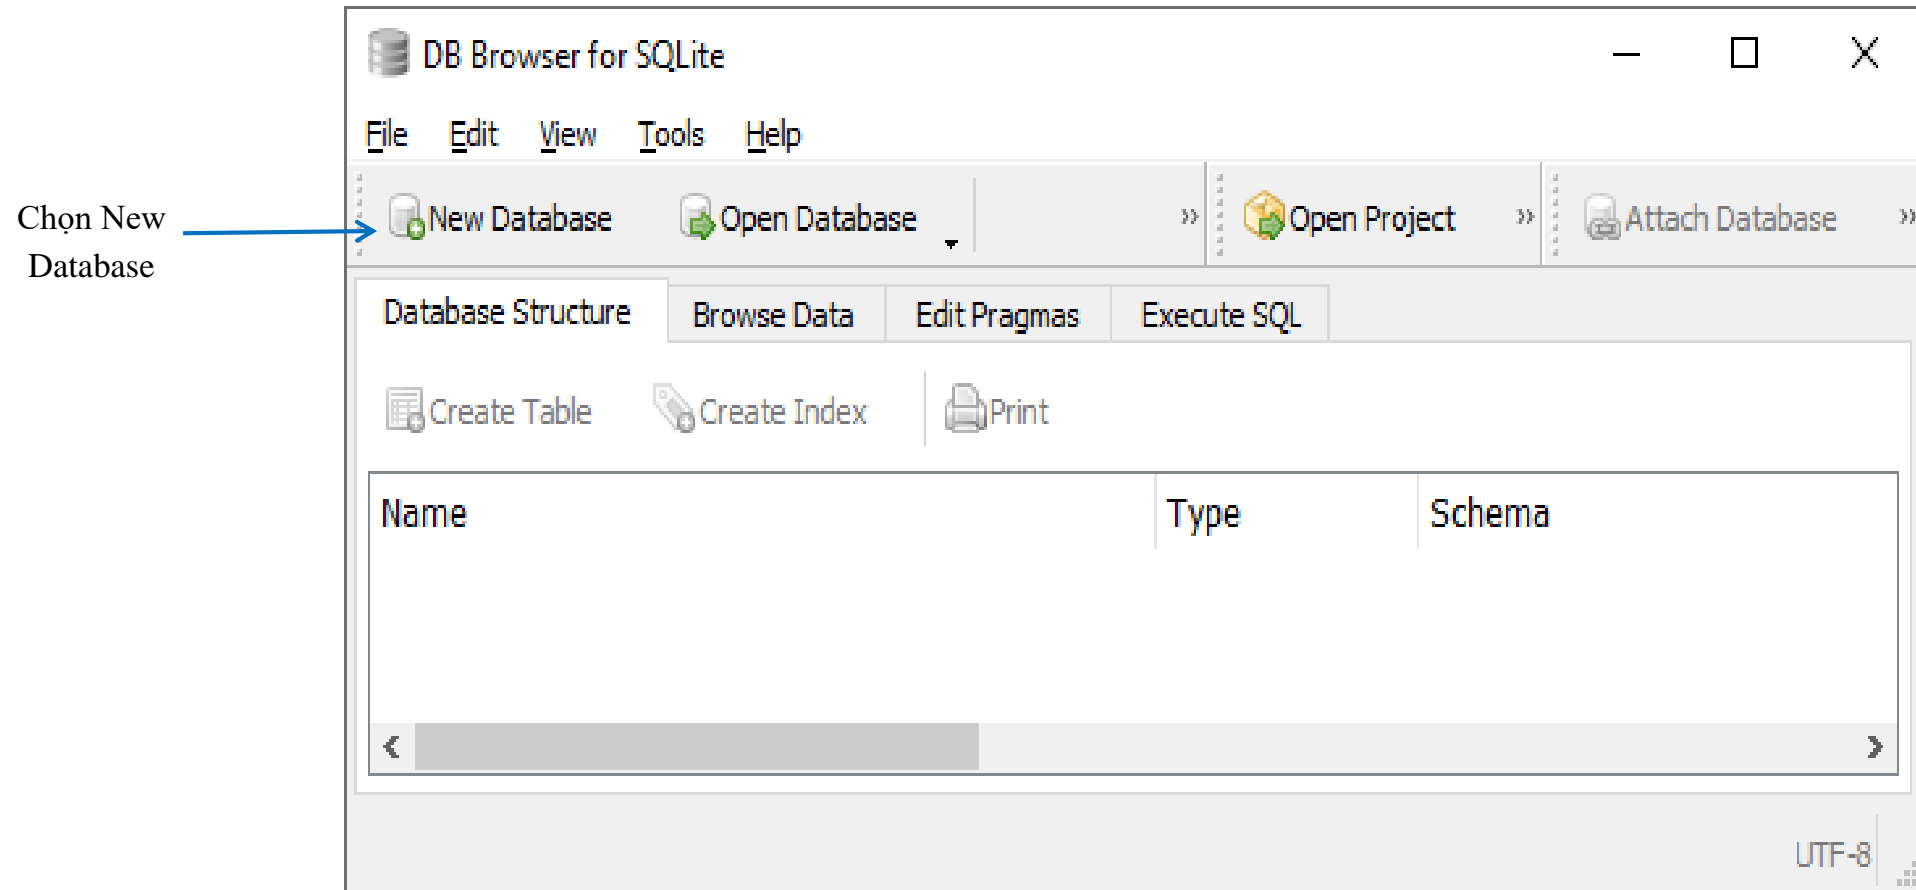 DB Browser for SQLite
File Edit View Tools Help
Chọn New
Database
New Database Open Database » Open Project » Attach Database »
Database Structure Browse Data Edit Pragmas Execute SQL
Create Table Create Index Print
Name Type Schema
UTF-8